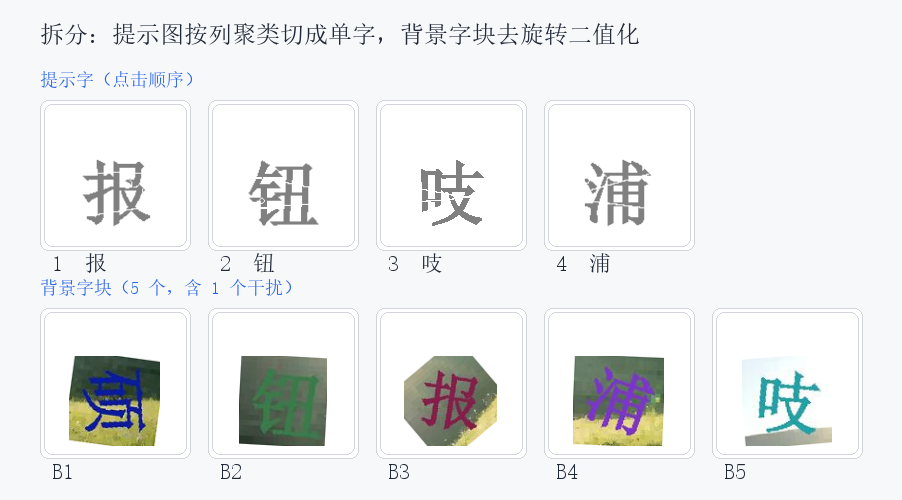 拆分：提示图按列聚类切成单字，背景字块去旋转二值化
提示字（点击顺序）
报 钮 吱 浦
1 报 2 钮 3 吱 4 浦
背景字块（5 个，含 1 个干扰）
钮 报 浦 吱
B1 B2 B3 B4 B5